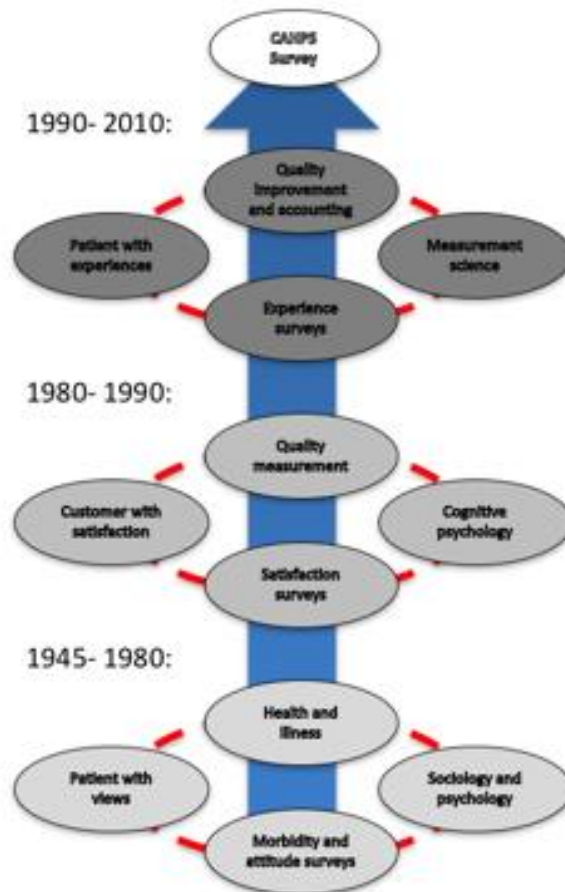 CAHPS
Survey
1990- 2010:
Quality
improvement
and accounting
Patient with
experiences
Measurement
science
Experience
surveys
1980- 1990:
Quality
measurement
Customer with
satisfaction
Cognitive
psychology
Satisfaction
surveys
1945- 1980:
Health and
illness
Patient with
views
Sociology and
psychology
Morbidity and
attitude surveys